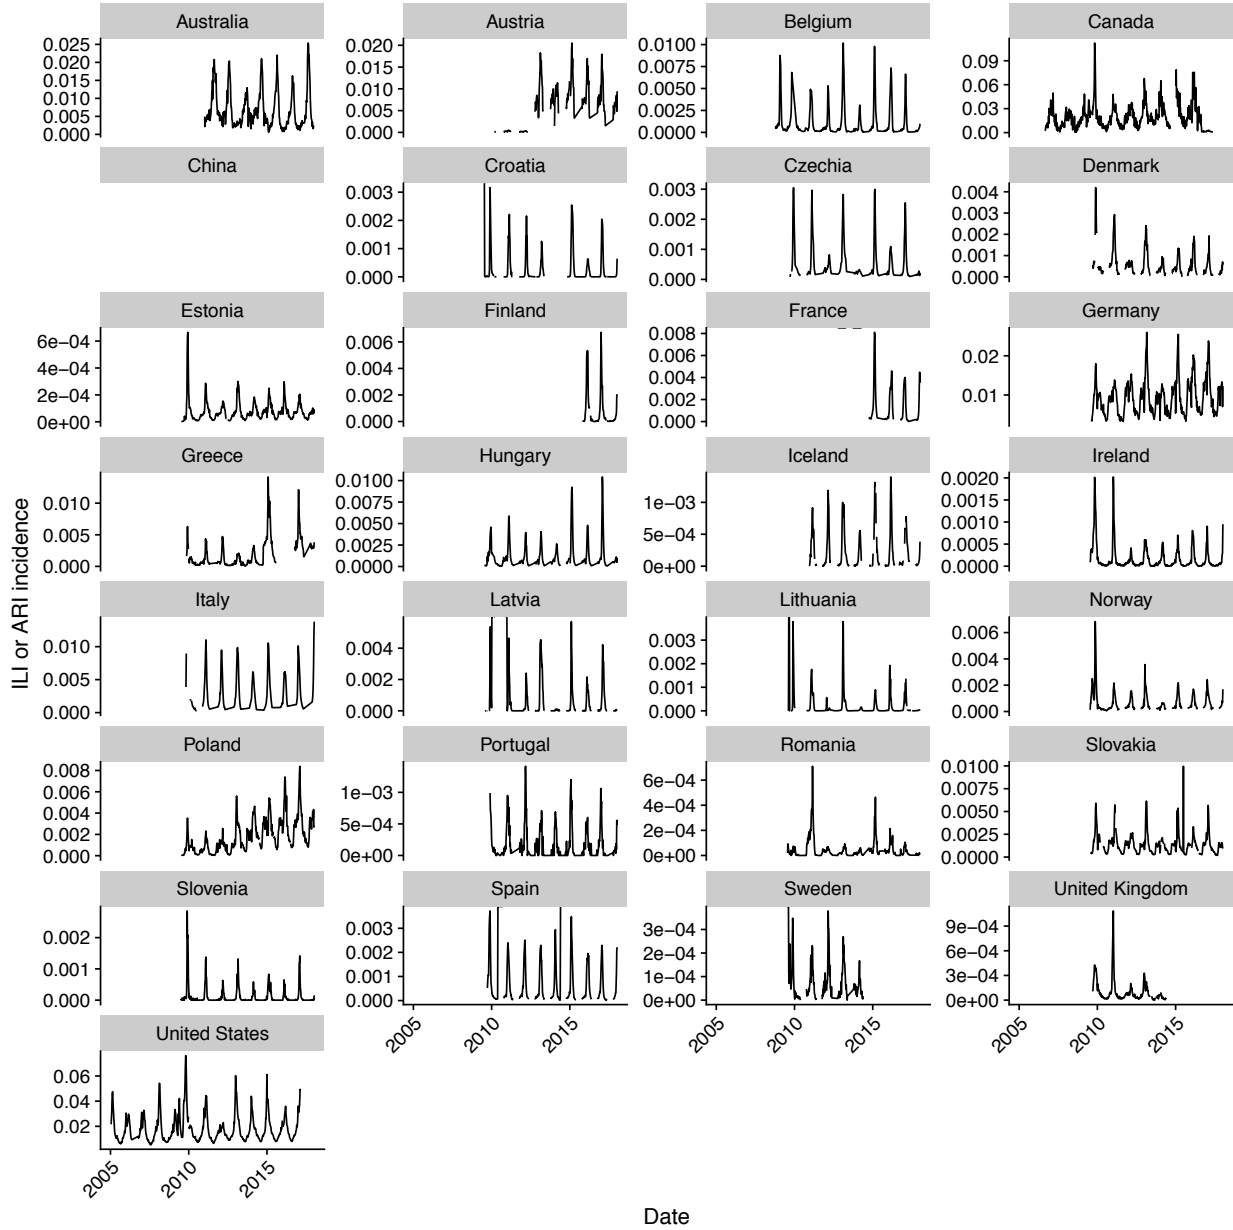 Australia Austria Belgium Canada
0.025 0.020 0.0100 0.09
0.020 0.015 0.0075 0.06
0.015 0.010 0.0050 0.03
0.010 0.005 0.0025 0.00
0.005 0.000 0.0000
0.000
China Croatia Czechia Denmark
0.003 0.003 0.004
0.002 0.002 0.003
0.001 0.001 0.002
0.000 0.000 0.001
0.000
Estonia Finland France Germany
6e−04 0.006 0.008 0.02
4e−04 0.004 0.006 0.01
2e−04 0.002 0.004
0e+00 0.000 0.002
0.000
Greece Hungary Iceland Ireland
0.010 0.0100 1e−03 0.0020
0.005 0.0075 5e−04 0.0015
0.000 0.0050 0e+00 0.0010
0.0025 0.0005
0.0000 0.0000
Italy Latvia Lithuania Norway
0.010 0.004 0.003 0.006
0.005 0.002 0.002 0.004
0.000 0.000 0.001 0.002
0.000 0.000
Poland Portugal Romania Slovakia
0.008 1e−03 6e−04 0.0100
0.006 5e−04 4e−04 0.0075
0.004 0e+00 2e−04 0.0050
0.002 0e+00 0.0025
0.000 0.0000
Slovenia Spain Sweden United Kingdom
0.002 0.003 3e−04 9e−04
0.001 0.002 2e−04 6e−04
0.000 0.001 1e−04 3e−04
0.000 0e+00 0e+00
2005 2010 2015 2005 2010 2015 2005 2010 2015
United States
0.06
0.04
0.02
2005 2010 2015
ILI or ARI incidence
Date